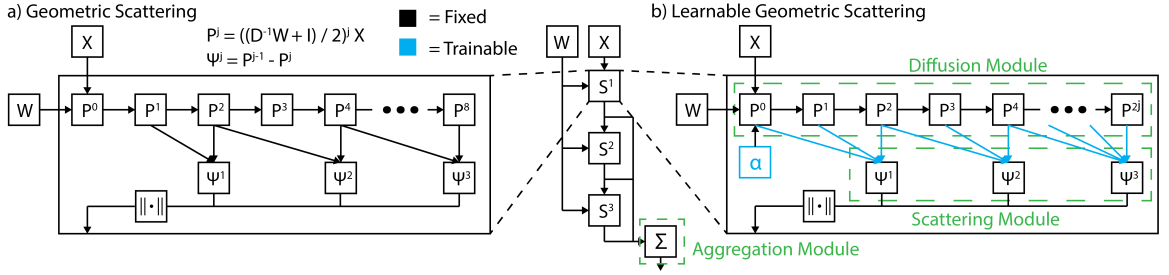 a) Geometric Scattering
P^j = ((D^-1 W + I) / 2)^j X
Ψ^j = P^j-1 - P^j
= Fixed
= Trainable
X
W
P^0
P^1
P^2
P^3
P^4
•••
P^8
Ψ^1
Ψ^2
Ψ^3
||•||
W
X
S^1
S^2
S^3
Σ
Aggregation Module
b) Learnable Geometric Scattering
X
Diffusion Module
W
P^0
P^1
P^2
P^3
P^4
•••
P^2j
α
Ψ^1
Ψ^2
Ψ^3
||•||
Scattering Module